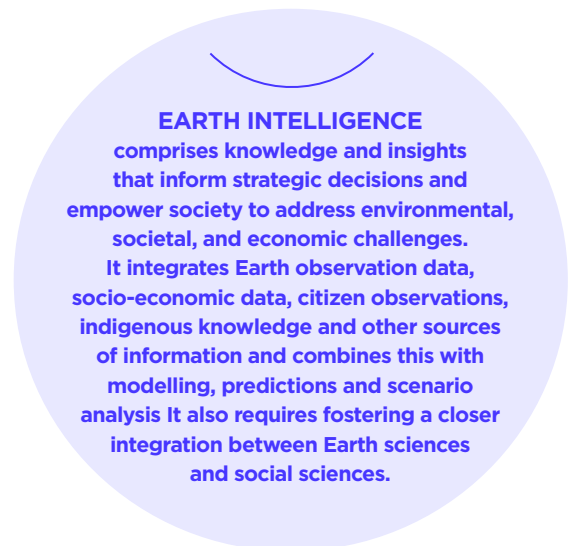 EARTH INTELLIGENCE
comprises knowledge and insights
that inform strategic decisions and
empower society to address environmental,
societal, and economic challenges.
It integrates Earth observation data,
socio-economic data, citizen observations,
indigenous knowledge and other sources
of information and combines this with
modelling, predictions and scenario
analysis It also requires fostering a closer
integration between Earth sciences
and social sciences.